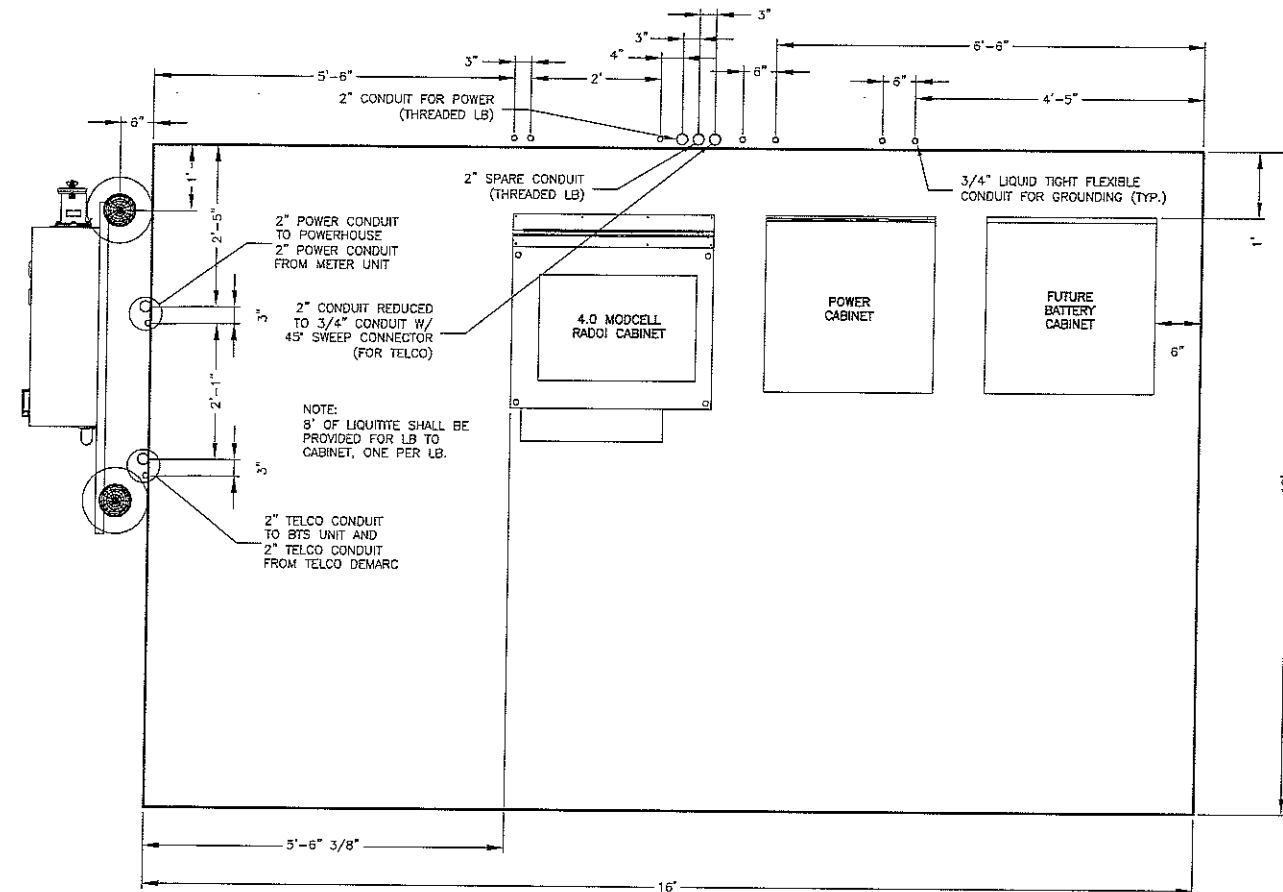 3"
3"
4"
3"
6'-6"
5'-6"
2'
6"
6"
4'-5"
2" CONDUIT FOR POWER
(THREADED LB)
6"
1'
2'-5"
2" SPARE CONDUIT
(THREADED LB)
3/4" LIQUID TIGHT FLEXIBLE
CONDUIT FOR GROUNDING (TYP.)
1'
2" POWER CONDUIT
TO POWERHOUSE
2" POWER CONDUIT
FROM METER UNIT
3"
2" CONDUIT REDUCED
TO 3/4" CONDUIT W/
45° SWEEP CONNECTOR
(FOR TELCO)
4.0 MODCELL
RADOI CABINET
POWER
CABINET
FUTURE
BATTERY
CABINET
6"
2'-1"
NOTE:
8' OF LIQUITITE SHALL BE
PROVIDED FOR LB TO
CABINET, ONE PER LB.
3"
2" TELCO CONDUIT
TO BTS UNIT AND
2" TELCO CONDUIT
FROM TELCO DEMARC
5'-6" 3/8"
16"